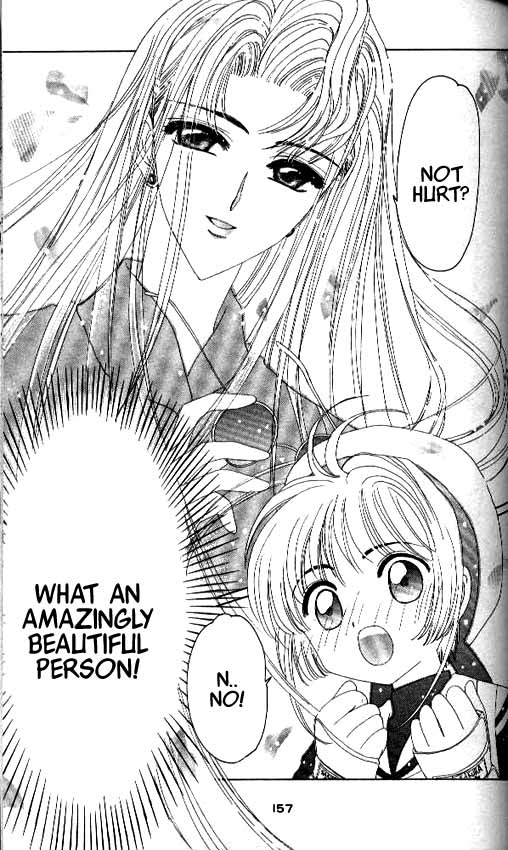 NOT
HURT?
N..
NO!
WHAT AN
AMAZINGLY
BEAUTIFUL
PERSON!
157